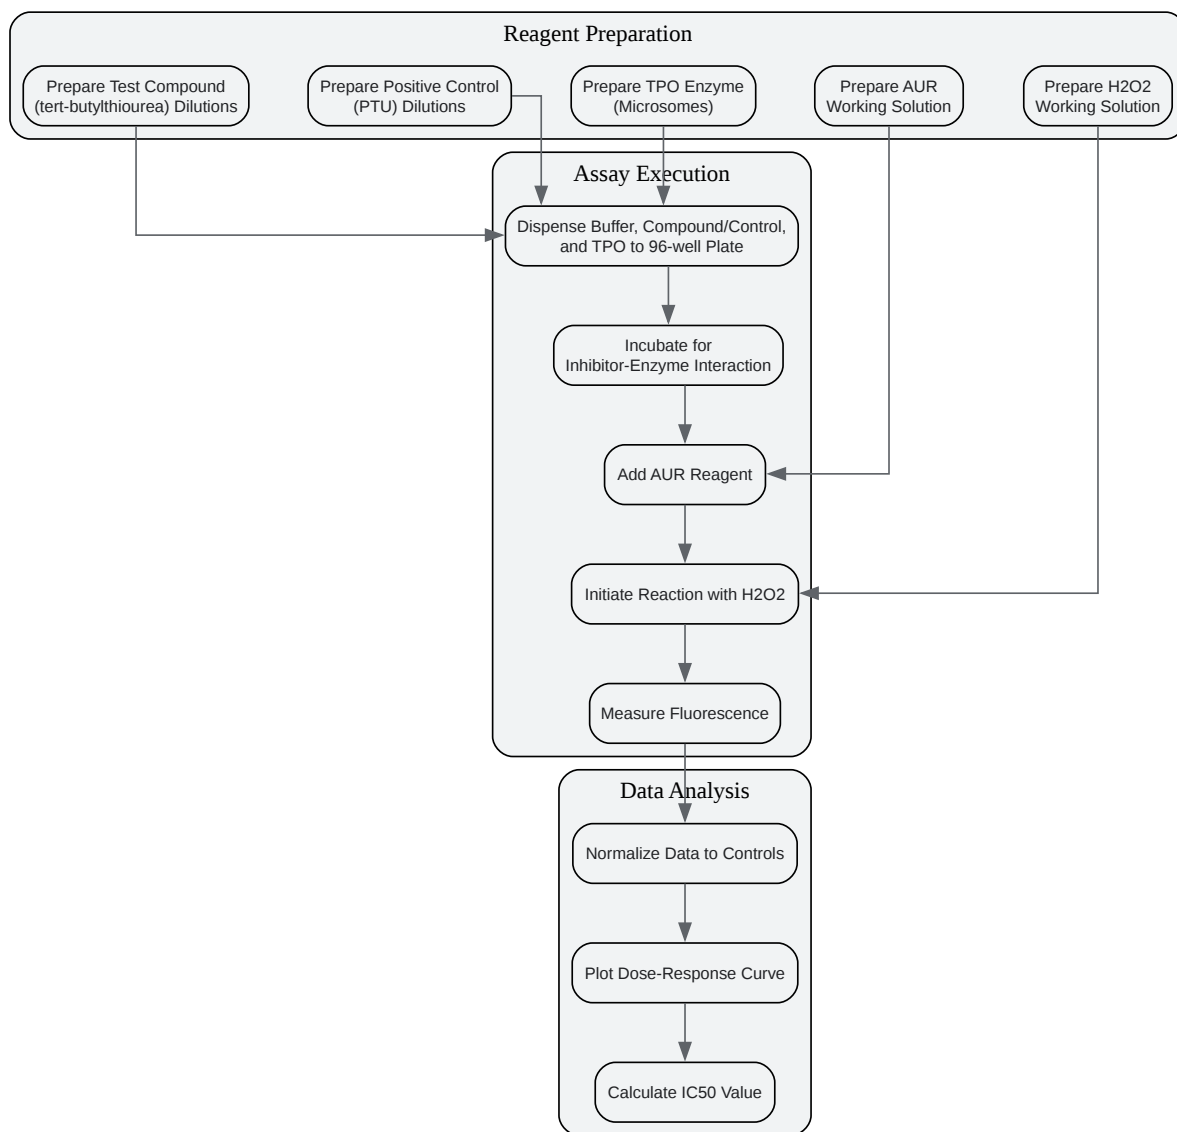 Reagent Preparation
Prepare Test Compound
(tert-butylthiourea) Dilutions
Prepare Positive Control
(PTU) Dilutions
Prepare TPO Enzyme
(Microsomes)
Prepare AUR
Working Solution
Prepare H2O2
Working Solution
Assay Execution
Dispense Buffer, Compound/Control,
and TPO to 96-well Plate
Incubate for
Inhibitor-Enzyme Interaction
Add AUR Reagent
Initiate Reaction with H2O2
Measure Fluorescence
Data Analysis
Normalize Data to Controls
Plot Dose-Response Curve
Calculate IC50 Value